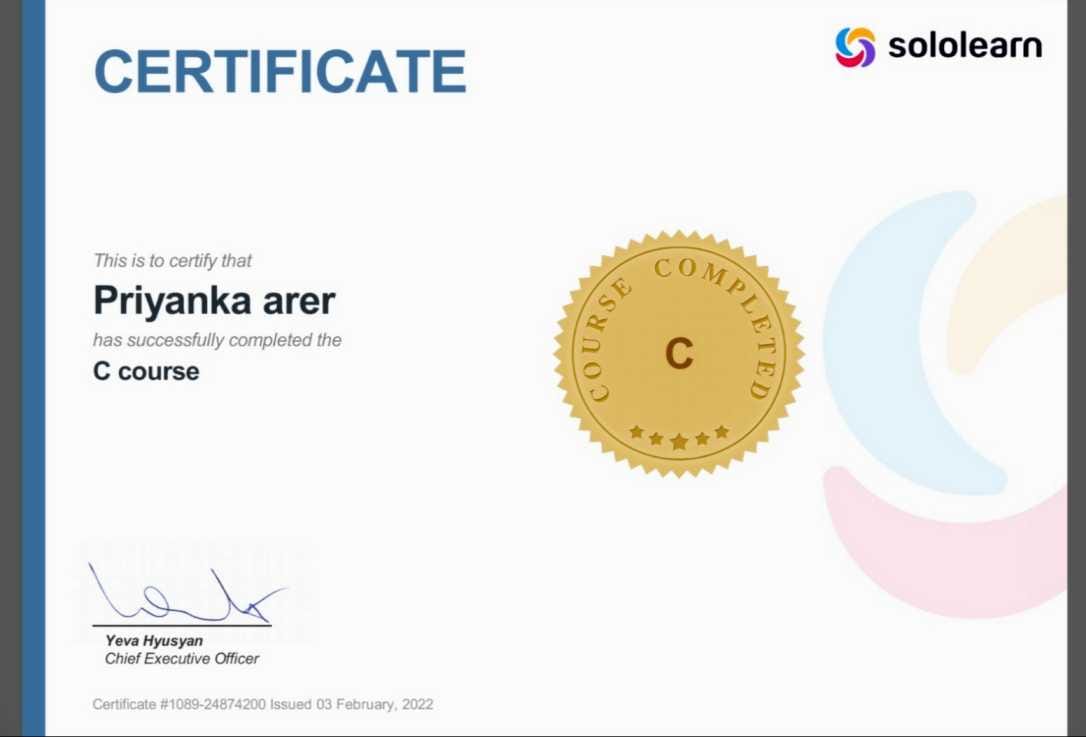 CERTIFICATE
sololearn
This is to certify that
Priyanka arer
has successfully completed the
C course
COURSE COMPLETED
C
Yeva Hyusyan
Chief Executive Officer
Certificate #1089-24874200 Issued 03 February, 2022